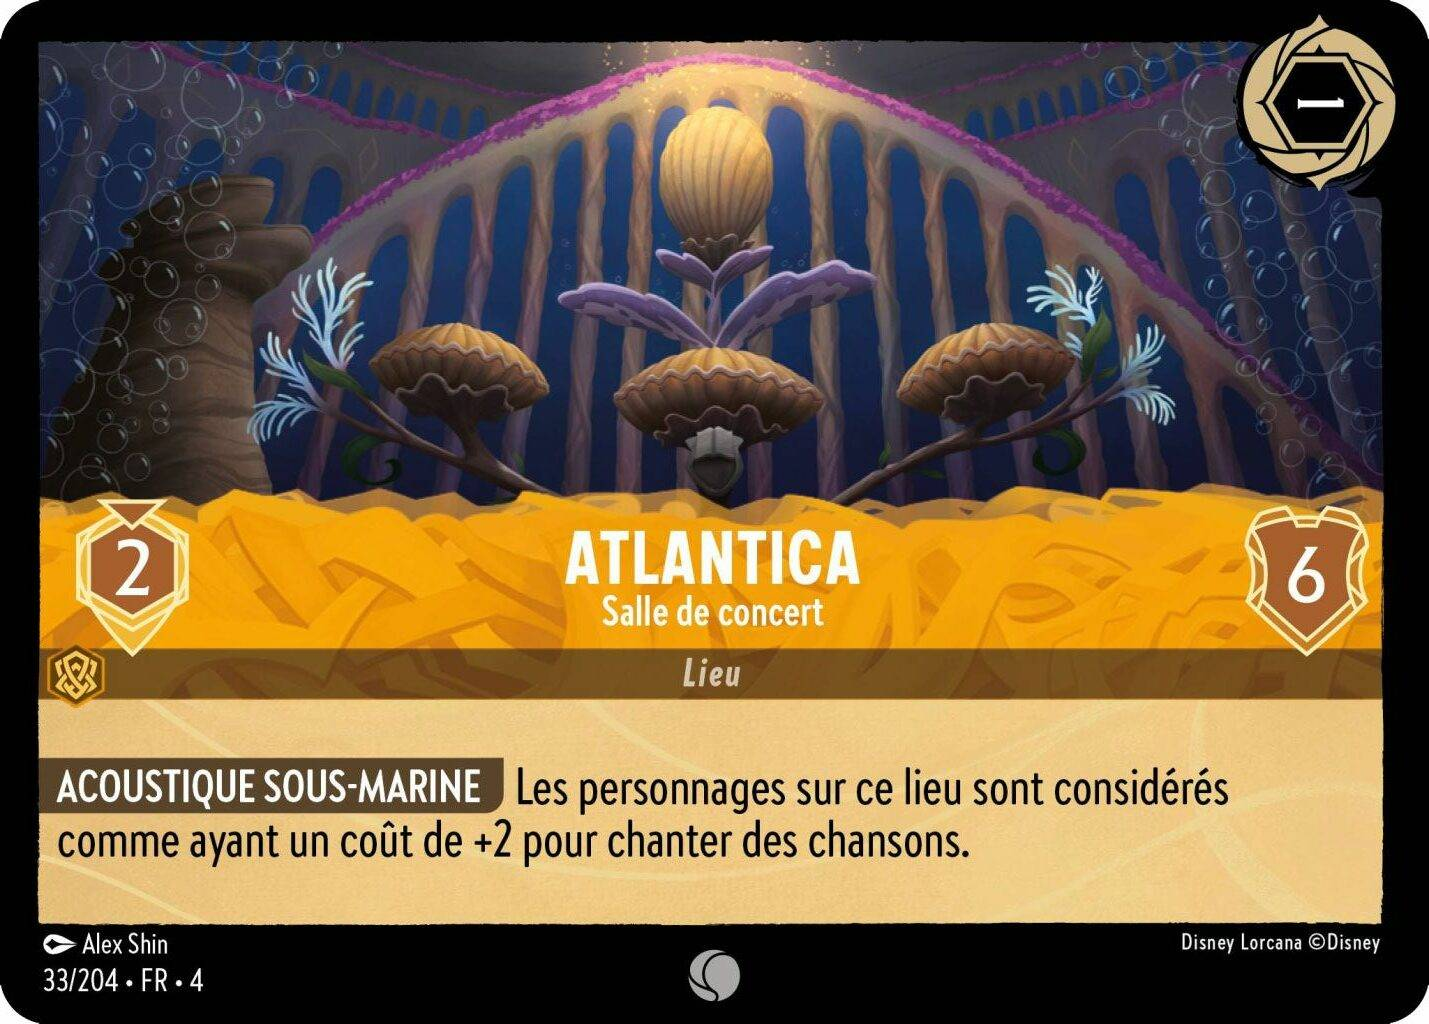 1
ATLANTICA
2
6
Salle de concert
Lieu
ACOUSTIQUE SOUS-MARINE Les personnages sur ce lieu sont considérés
comme ayant un coût de +2 pour chanter des chansons.
Alex Shin
Disney Lorcana ©Disney
33/204 • FR • 4